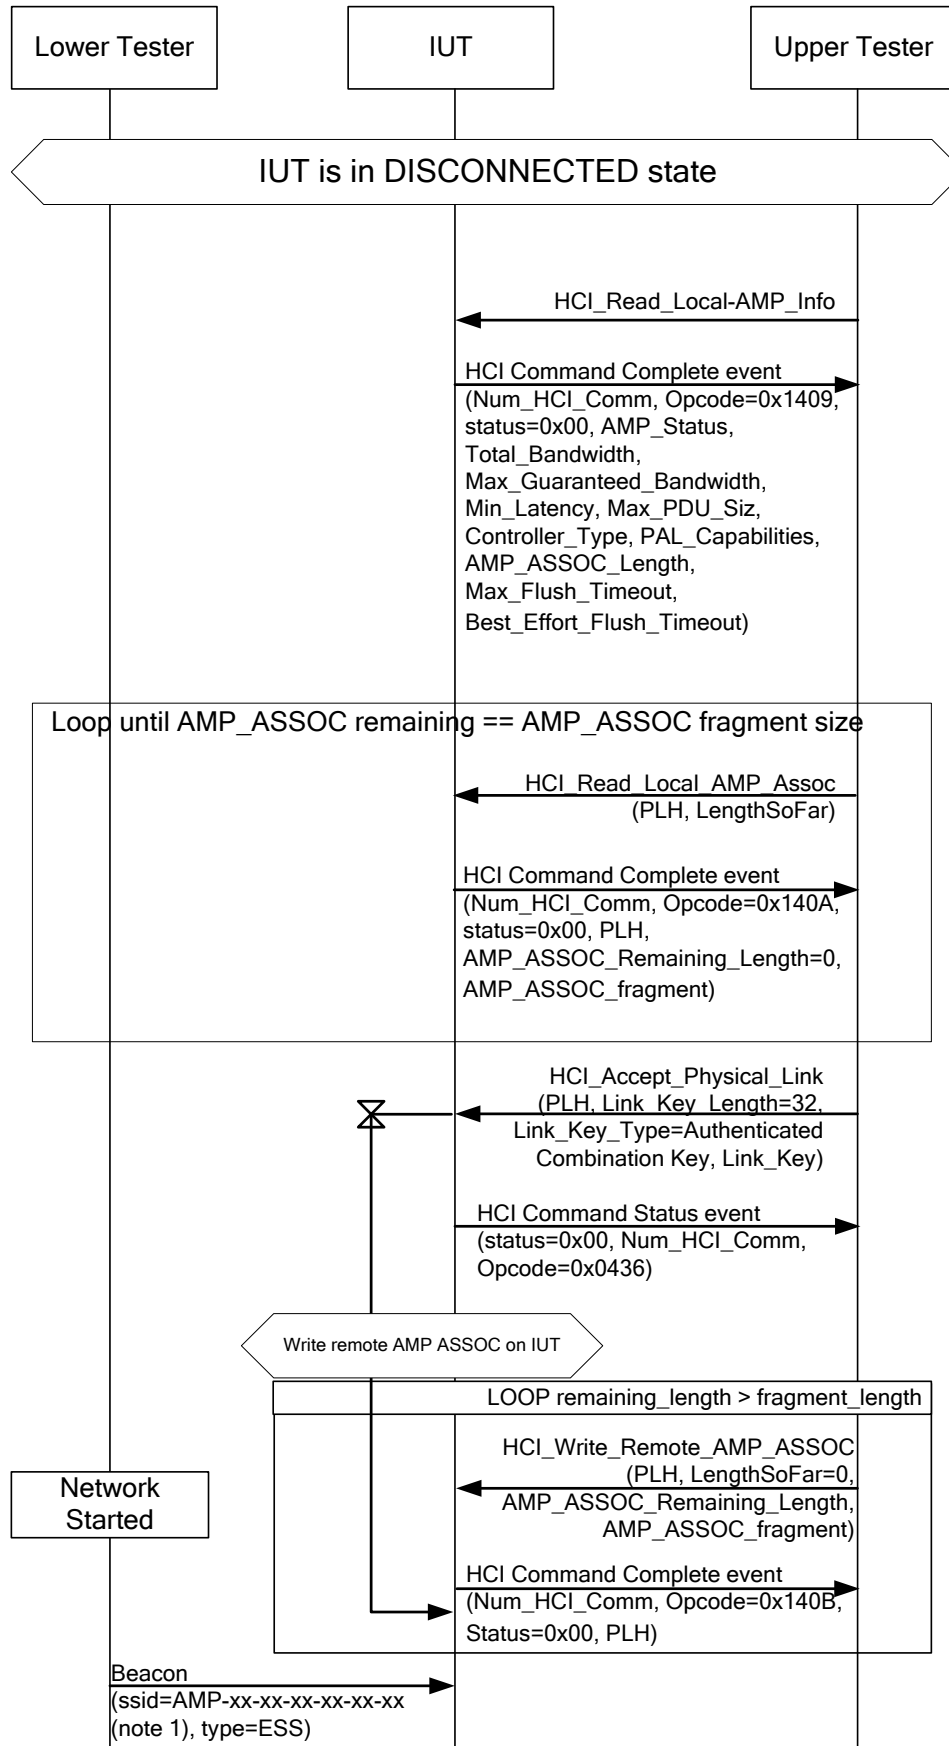 Lower Tester
IUT
Upper Tester
IUT is in DISCONNECTED state
HCI_Read_Local-AMP_Info
HCI Command Complete event
(Num_HCI_Comm, Opcode=0x1409,
status=0x00, AMP_Status,
Total_Bandwidth,
Max_Guaranteed_Bandwidth,
Min_Latency, Max_PDU_Siz,
Controller_Type, PAL_Capabilities,
AMP_ASSOC_Length,
Max_Flush_Timeout,
Best_Effort_Flush_Timeout)
Loop until AMP_ASSOC remaining == AMP_ASSOC fragment size
HCI_Read_Local_AMP_Assoc
(PLH, LengthSoFar)
HCI Command Complete event
(Num_HCI_Comm, Opcode=0x140A,
status=0x00, PLH,
AMP_ASSOC_Remaining_Length=0,
AMP_ASSOC_fragment)
HCI_Accept_Physical_Link
(PLH, Link_Key_Length=32,
Link_Key_Type=Authenticated
Combination Key, Link_Key)
HCI Command Status event
(status=0x00, Num_HCI_Comm,
Opcode=0x0436)
Write remote AMP ASSOC on IUT
LOOP remaining_length > fragment_length
HCI_Write_Remote_AMP_ASSOC
(PLH, LengthSoFar=0,
AMP_ASSOC_Remaining_Length,
AMP_ASSOC_fragment)
Network
Started
HCI Command Complete event
(Num_HCI_Comm, Opcode=0x140B,
Status=0x00, PLH)
Beacon
(ssid=AMP-xx-xx-xx-xx-xx-xx
(note 1), type=ESS)